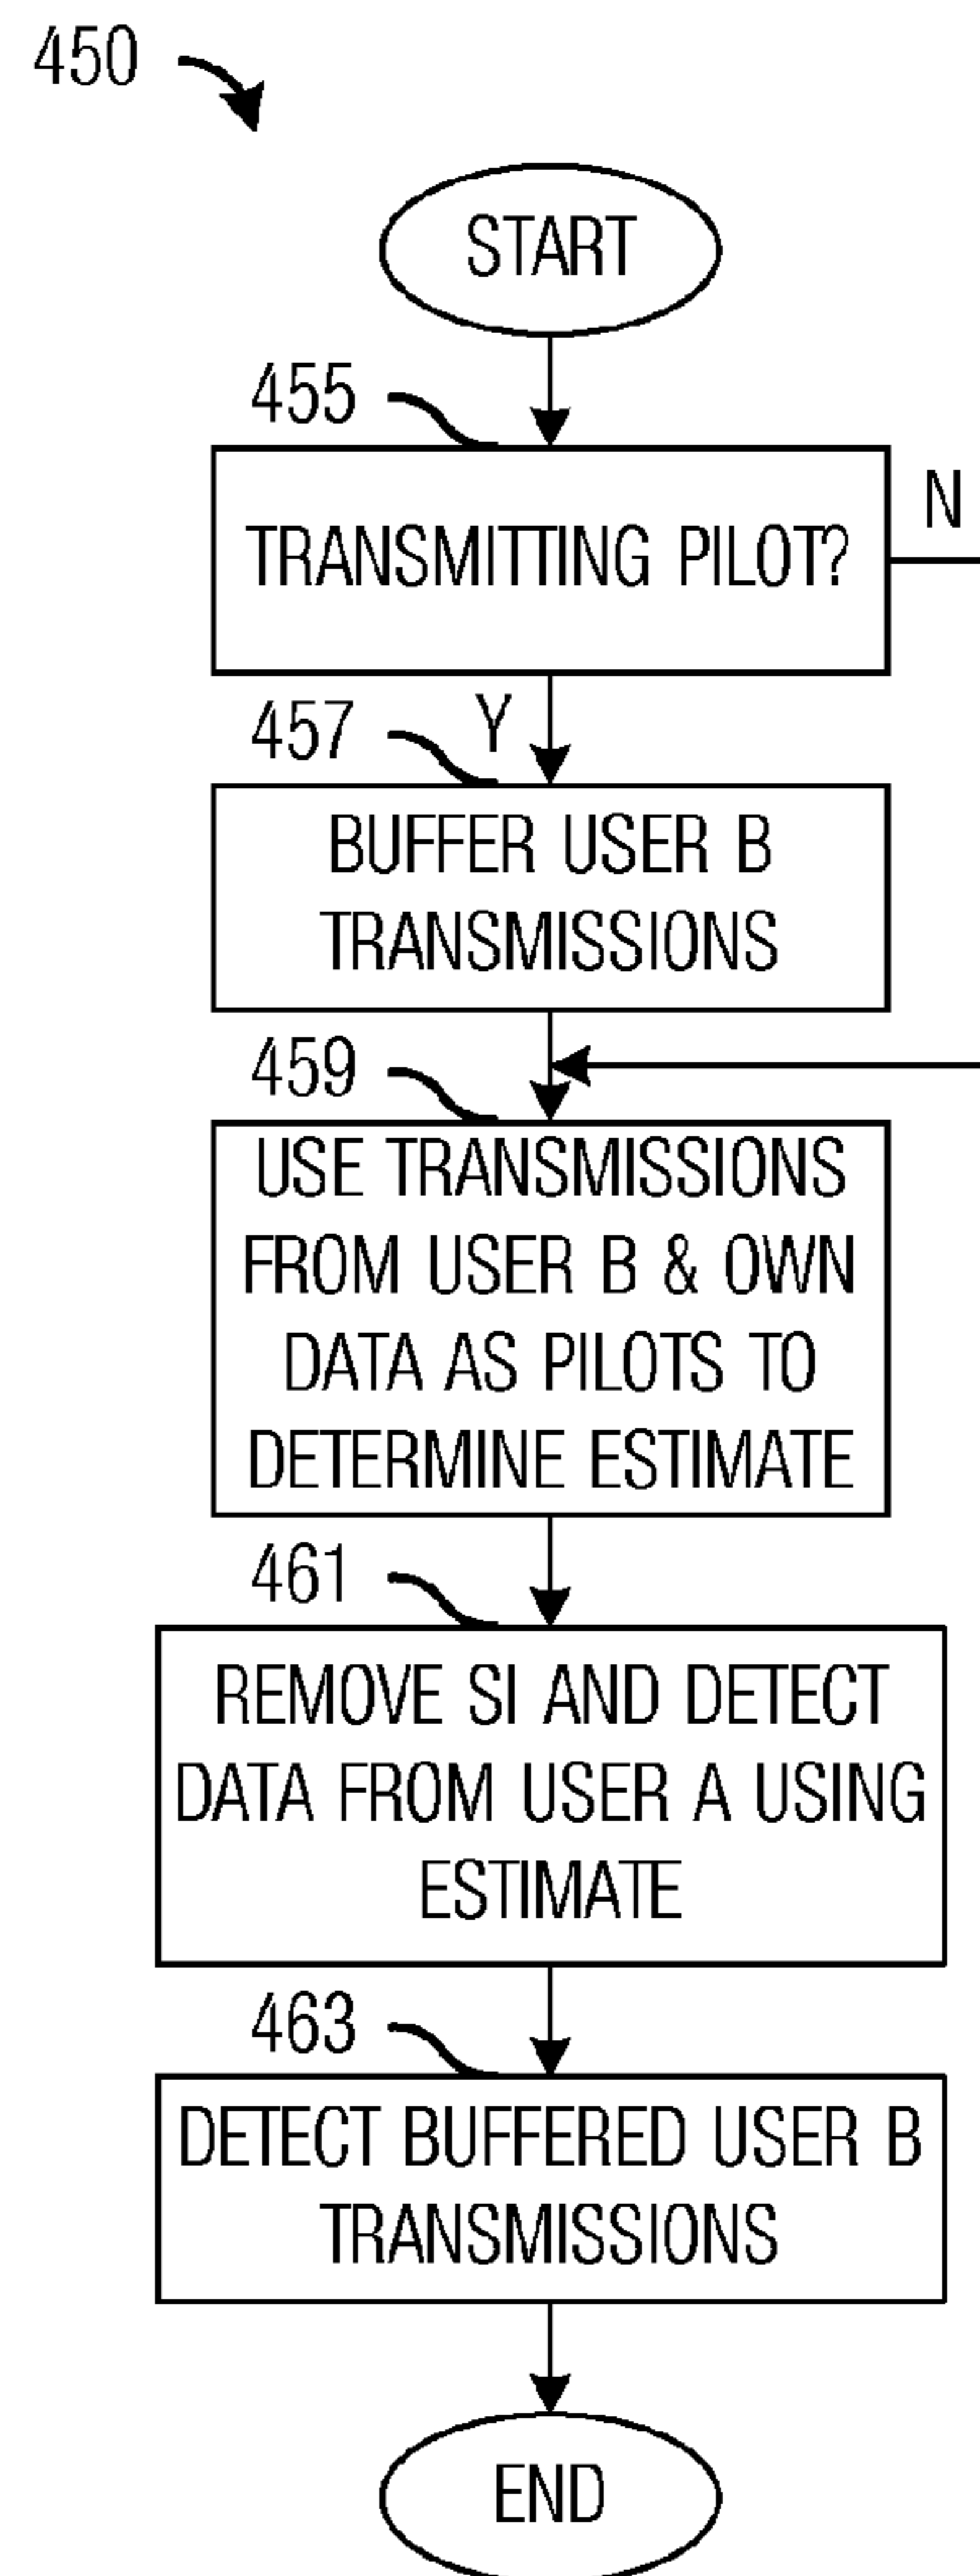 450
START
455
TRANSMITTING PILOT?
N
457
Y
BUFFER USER B
TRANSMISSIONS
459
USE TRANSMISSIONS
FROM USER B & OWN
DATA AS PILOTS TO
DETERMINE ESTIMATE
461
REMOVE SI AND DETECT
DATA FROM USER A USING
ESTIMATE
463
DETECT BUFFERED USER B
TRANSMISSIONS
END